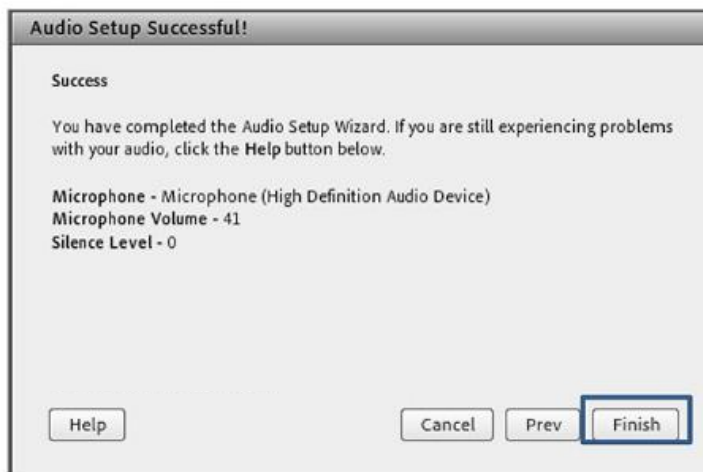 Audio Setup Successful!
Success
You have completed the Audio Setup Wizard. If you are still experiencing problems
with your audio, click the Help button below.
Microphone - Microphone (High Definition Audio Device)
Microphone Volume - 41
Silence Level - 0
Help Cancel Prev Finish